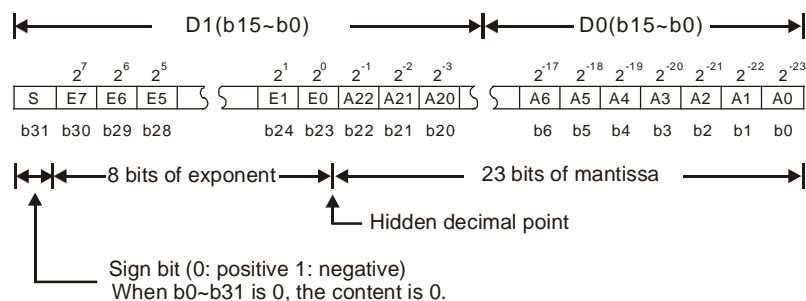 D1(b15~b0) D0(b15~b0)
2^7 2^6 2^5 2^1 2^0 2^-1 2^-2 2^-3 2^-17 2^-18 2^-19 2^-20 2^-21 2^-22 2^-23
S E7 E6 E5 E1 E0 A22 A21 A20 A6 A5 A4 A3 A2 A1 A0
b31 b30 b29 b28 b24 b23 b22 b21 b20 b6 b5 b4 b3 b2 b1 b0
8 bits of exponent 23 bits of mantissa
Hidden decimal point
Sign bit (0: positive 1: negative)
When b0~b31 is 0, the content is 0.